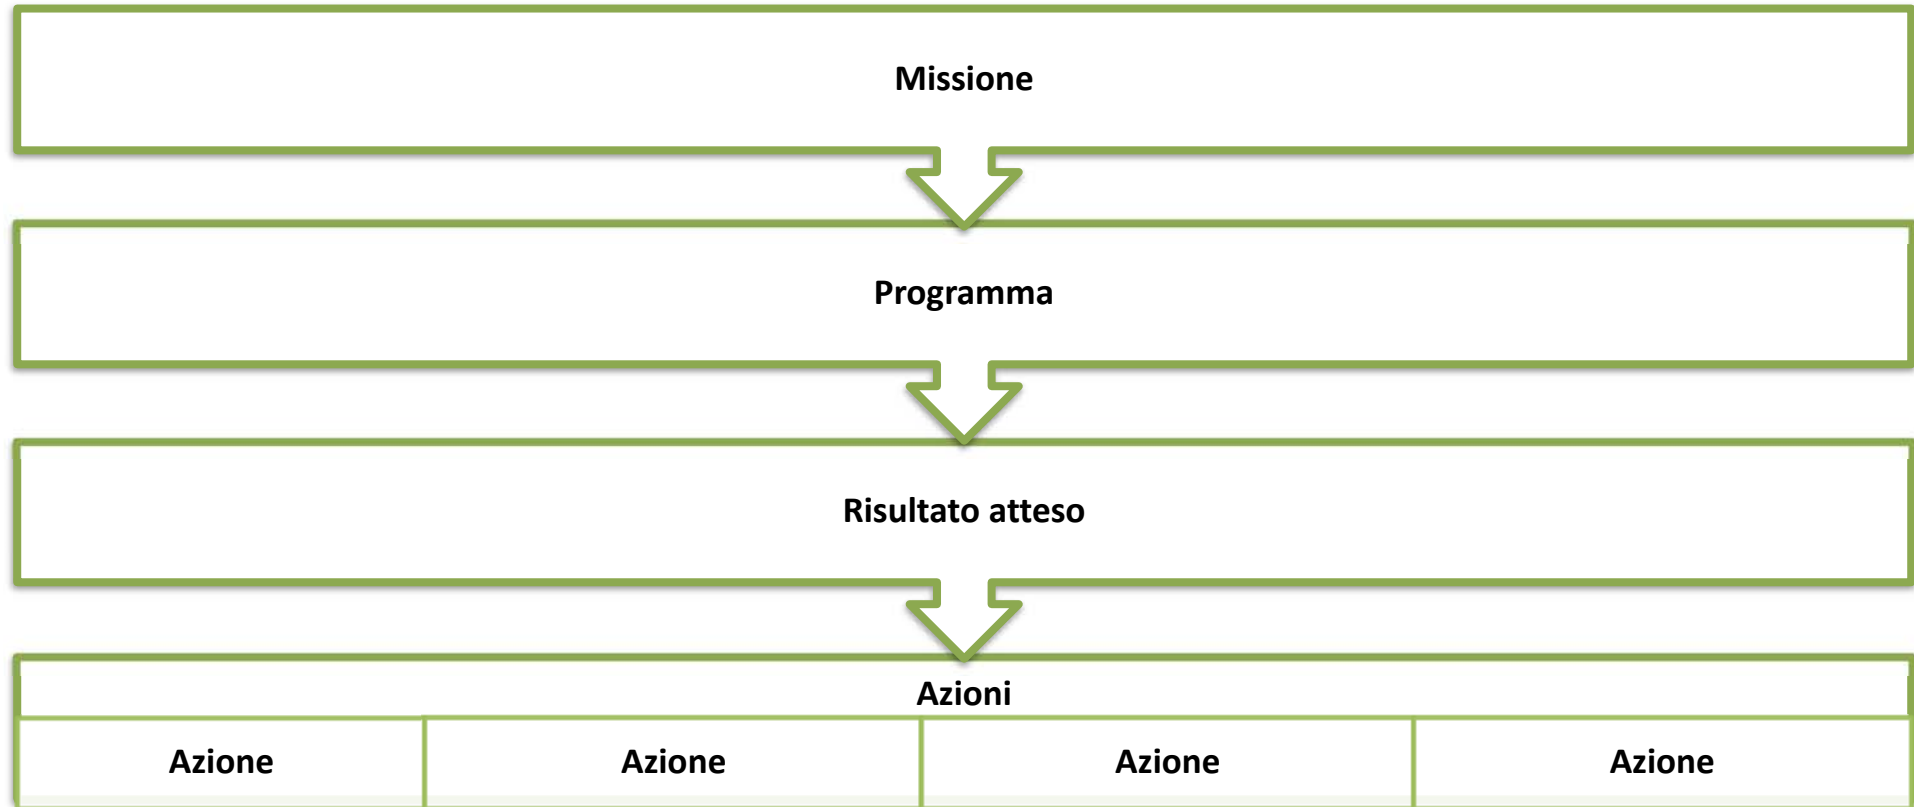 Missione
Programma
Risultato atteso
Azioni
Azione Azione Azione Azione